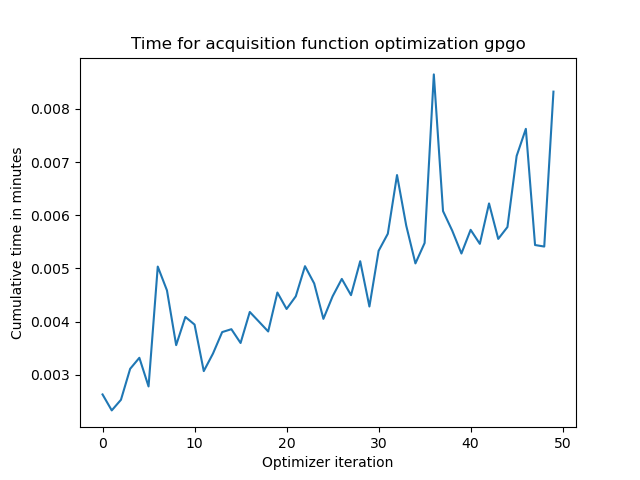 Time for acquisition function optimization gpgo
0.008
0.007
0.006
0.005
0.004
0.003
Cumulative time in minutes
0 10 20 30 40 50
Optimizer iteration